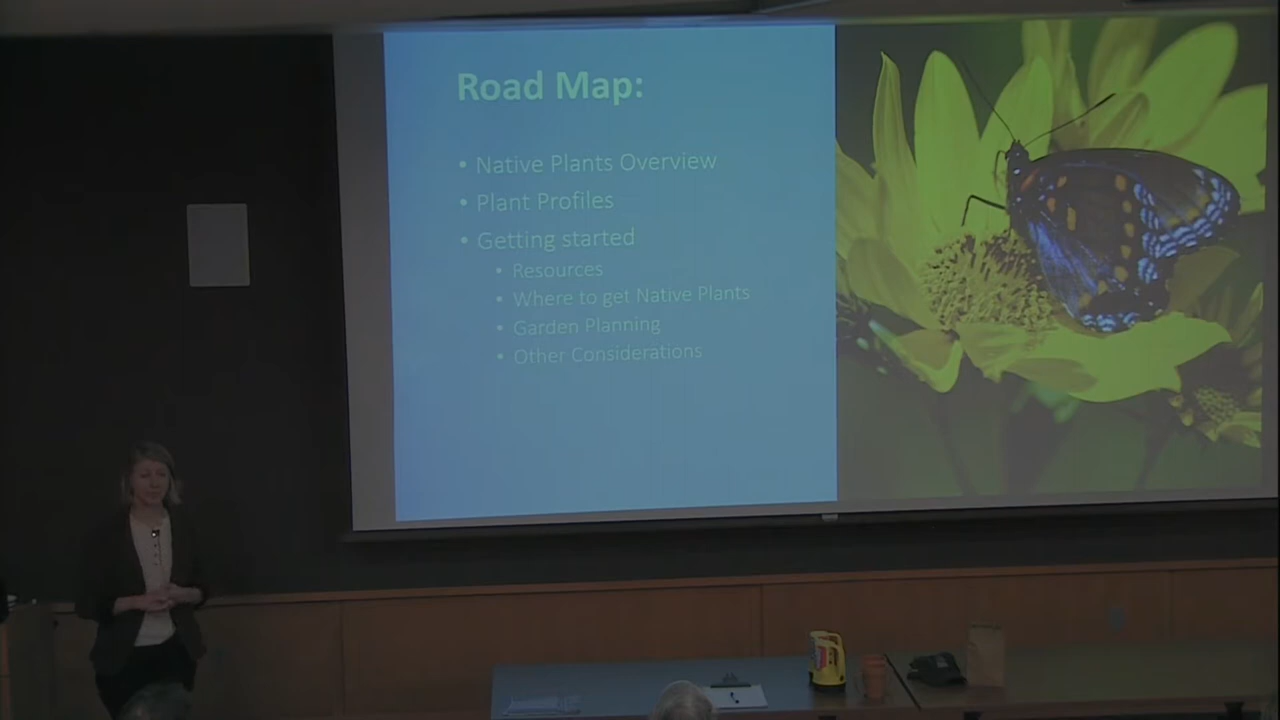 Road Map:
• Native Plants Overview
• Plant Profiles
• Getting started
• Resources
• Where to get Native Plants
• Garden Planning
• Other Considerations